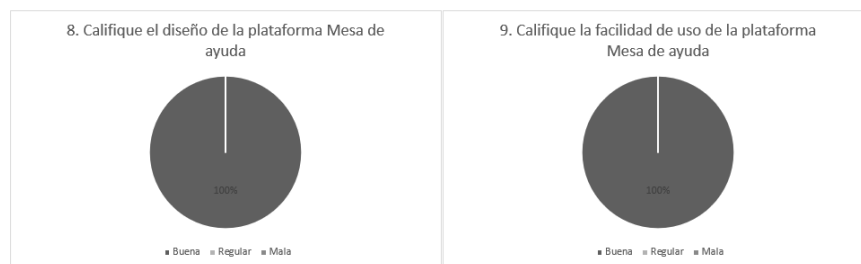 8. Califique el diseño de la plataforma Mesa de
ayuda
100%
Buena Regular Mala
9. Califique la facilidad de uso de la plataforma
Mesa de ayuda
100%
Buena Regular Mala